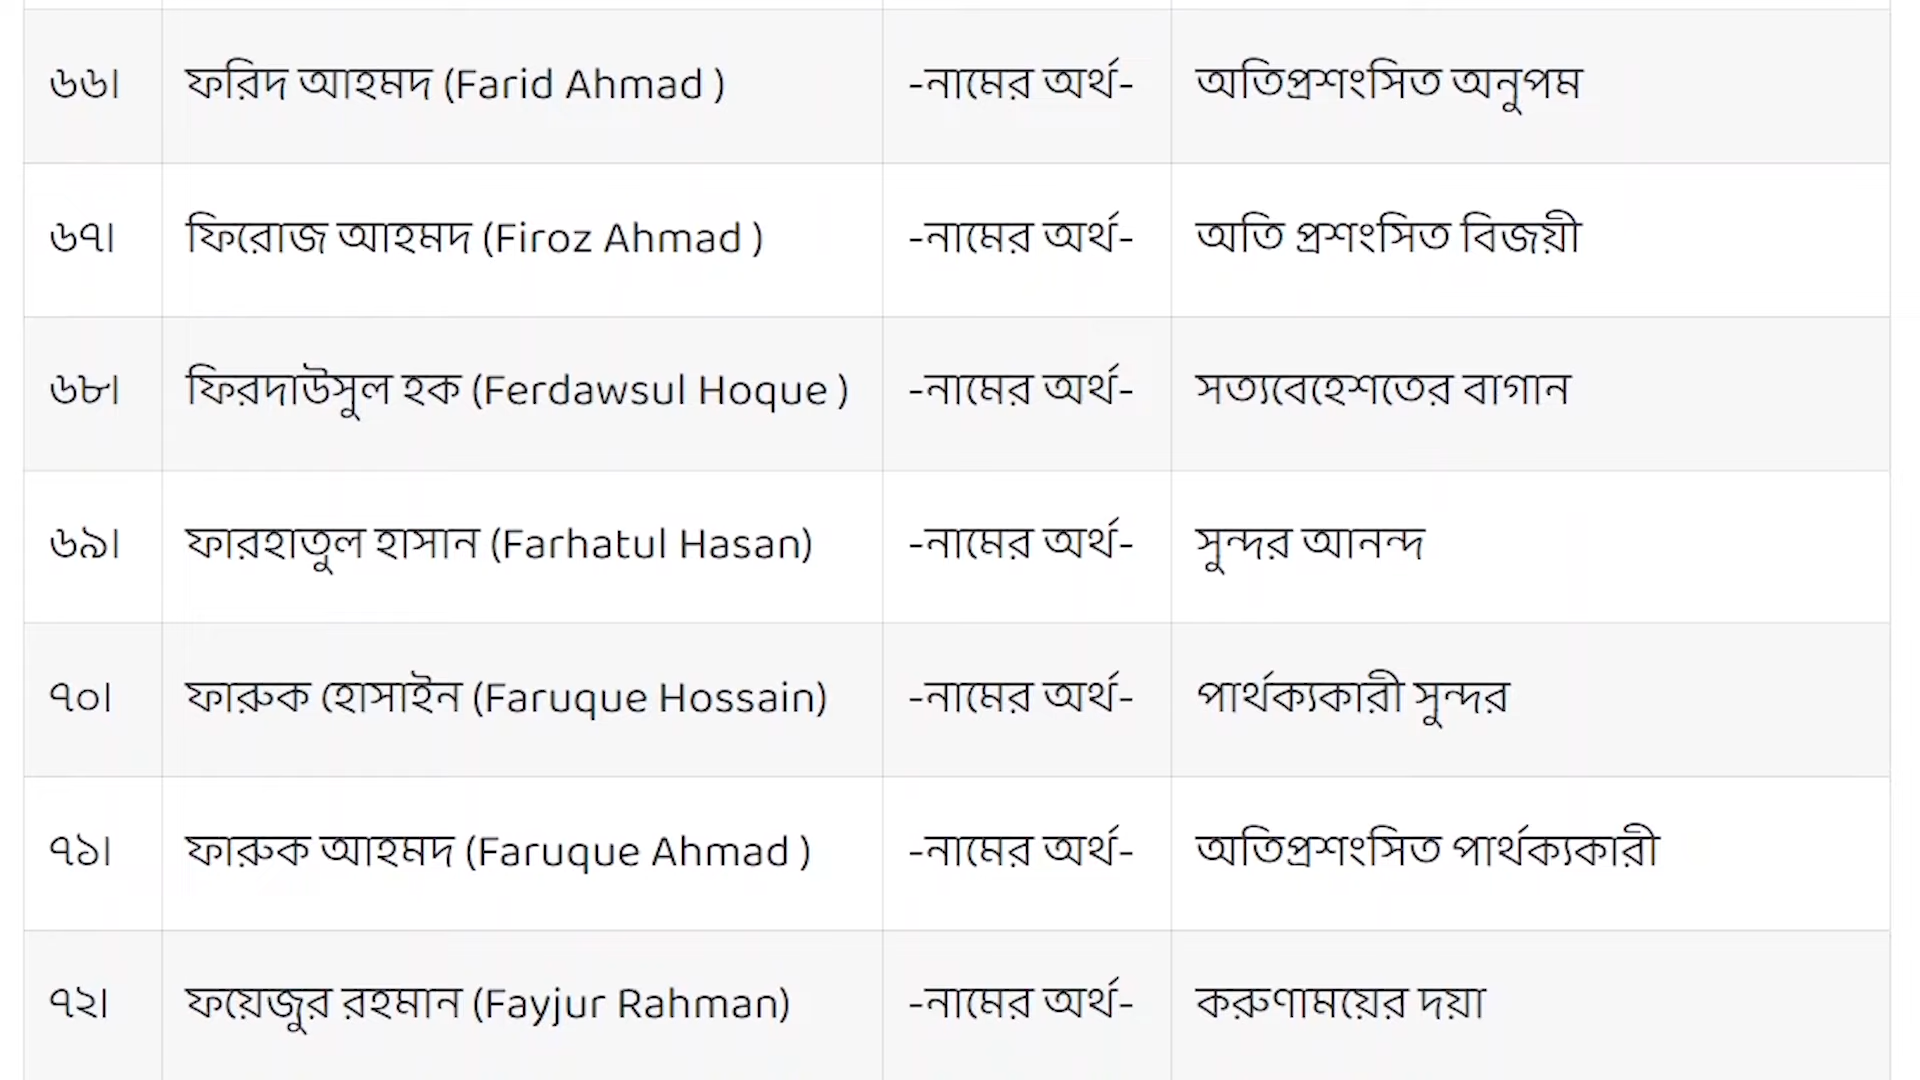 ৬৬। ফরিদ আহমদ (Farid Ahmad ) -নামের অর্থ- অতিপ্রশংসিত অনুপম
৬৭। ফিরোজ আহমদ (Firoz Ahmad ) -নামের অর্থ- অতি প্রশংসিত বিজয়ী
৬৮। ফিরদাউসুল হক (Ferdawsul Hoque ) -নামের অর্থ- সত্যবেহেশতের বাগান
৬৯। ফারহাতুল হাসান (Farhatul Hasan) -নামের অর্থ- সুন্দর আনন্দ
৭০। ফারুক হোসাইন (Faruque Hossain) -নামের অর্থ- পার্থক্যকারী সুন্দর
৭১। ফারুক আহমদ (Faruque Ahmad ) -নামের অর্থ- অতিপ্রশংসিত পার্থক্যকারী
৭২। ফয়েজুর রহমান (Fayjur Rahman) -নামের অর্থ- করুণাময়ের দয়া